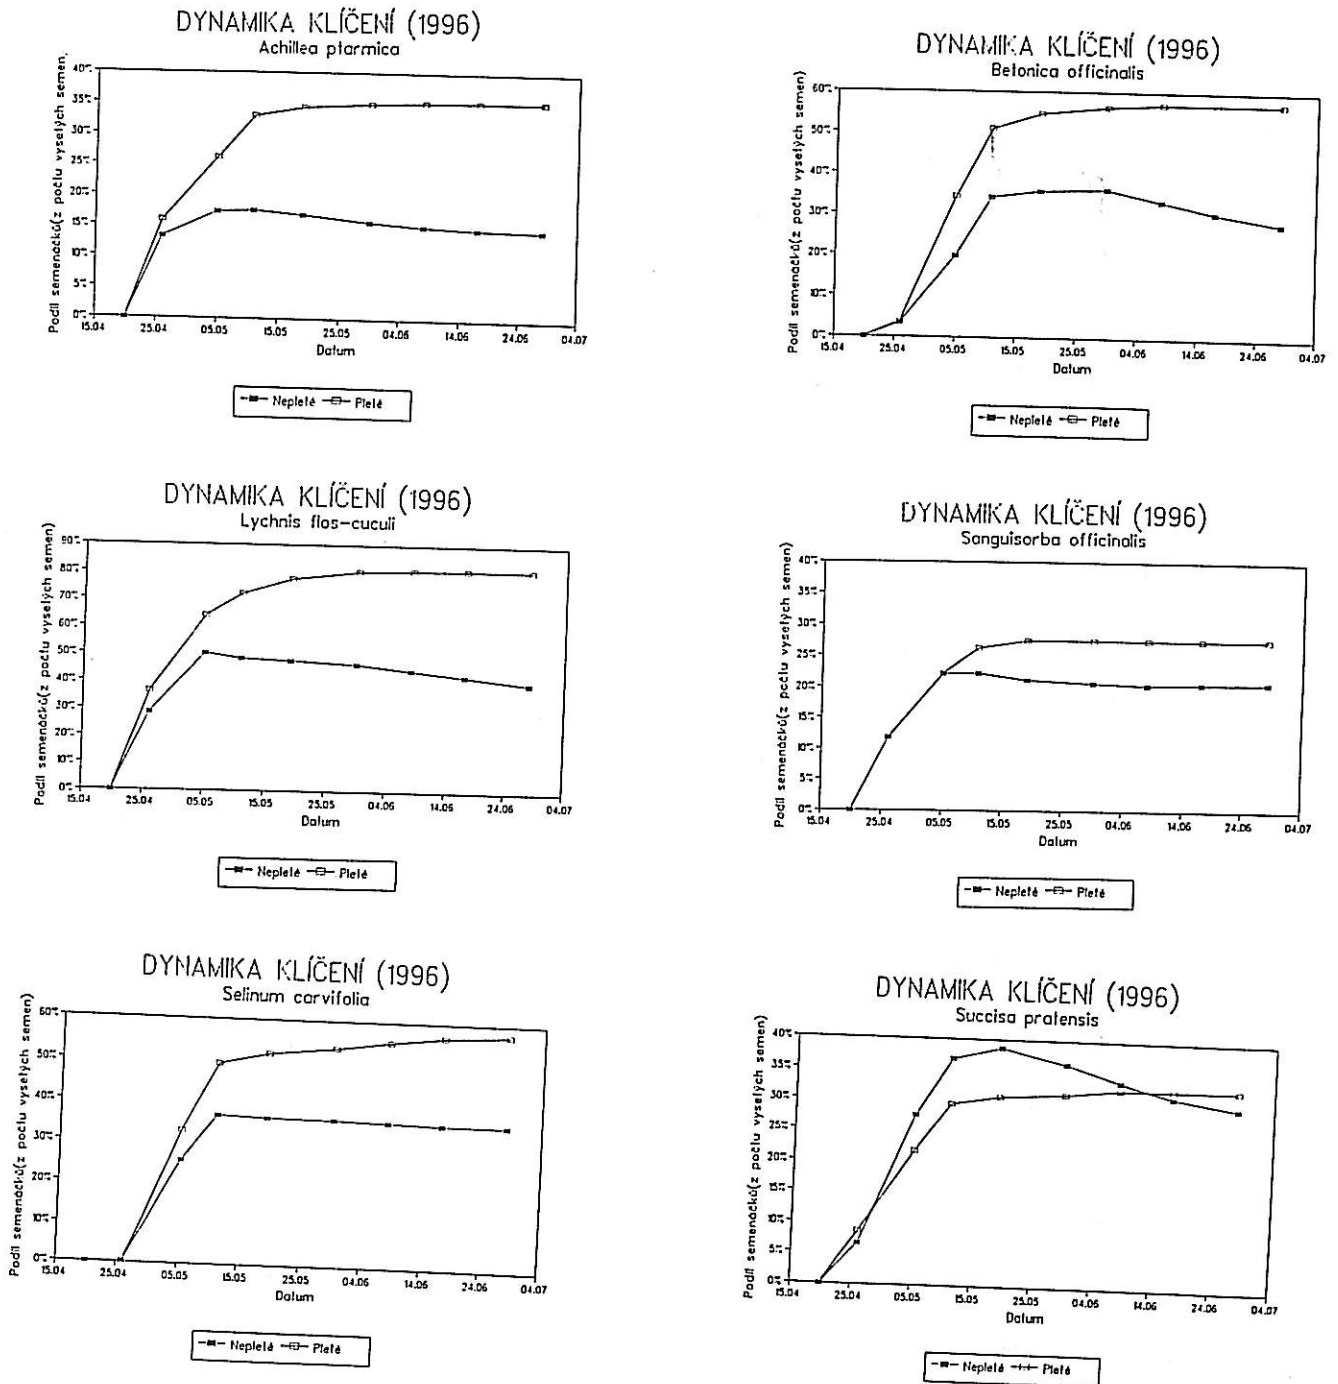 DYNAMIKA KLÍČENÍ (1996)
Achillea ptarmica
Podíl semenáčků(z počtu vysetých semen)
40%
35%
30%
25%
20%
15%
10%
5%
0%
15.04 25.04 05.05 15.05 25.05 04.06 14.06 24.06 04.07
Datum
Nepleté Pleté
DYNAMIKA KLÍČENÍ (1996)
Betonica officinalis
Podíl semenáčků(z počtu vysetých semen)
60%
50%
40%
30%
20%
10%
0%
15.04 25.04 05.05 15.05 25.05 04.06 14.06 24.06 04.07
Datum
Nepleté Pleté
DYNAMIKA KLÍČENÍ (1996)
Lychnis flos-cuculi
Podíl semenáčků(z počtu vysetých semen)
90%
80%
70%
60%
50%
40%
30%
20%
10%
0%
15.04 25.04 05.05 15.05 25.05 04.06 14.06 24.06 04.07
Datum
Nepleté Pleté
DYNAMIKA KLÍČENÍ (1996)
Sanguisorba officinalis
Podíl semenáčků(z počtu vysetých semen)
40%
35%
30%
25%
20%
15%
10%
5%
0%
15.04 25.04 05.05 15.05 25.05 04.06 14.06 24.06 04.07
Datum
Nepleté Pleté
DYNAMIKA KLÍČENÍ (1996)
Selinum carvifolia
Podíl semenáčků(z počtu vysetých semen)
60%
50%
40%
30%
20%
10%
0%
15.04 25.04 05.05 15.05 25.05 04.06 14.06 24.06 04.07
Datum
Nepleté Pleté
DYNAMIKA KLÍČENÍ (1996)
Succisa pratensis
Podíl semenáčků(z počtu vysetých semen)
40%
35%
30%
25%
20%
15%
10%
5%
0%
15.04 25.04 05.05 15.05 25.05 04.06 14.06 24.06 04.07
Datum
Nepleté Pleté